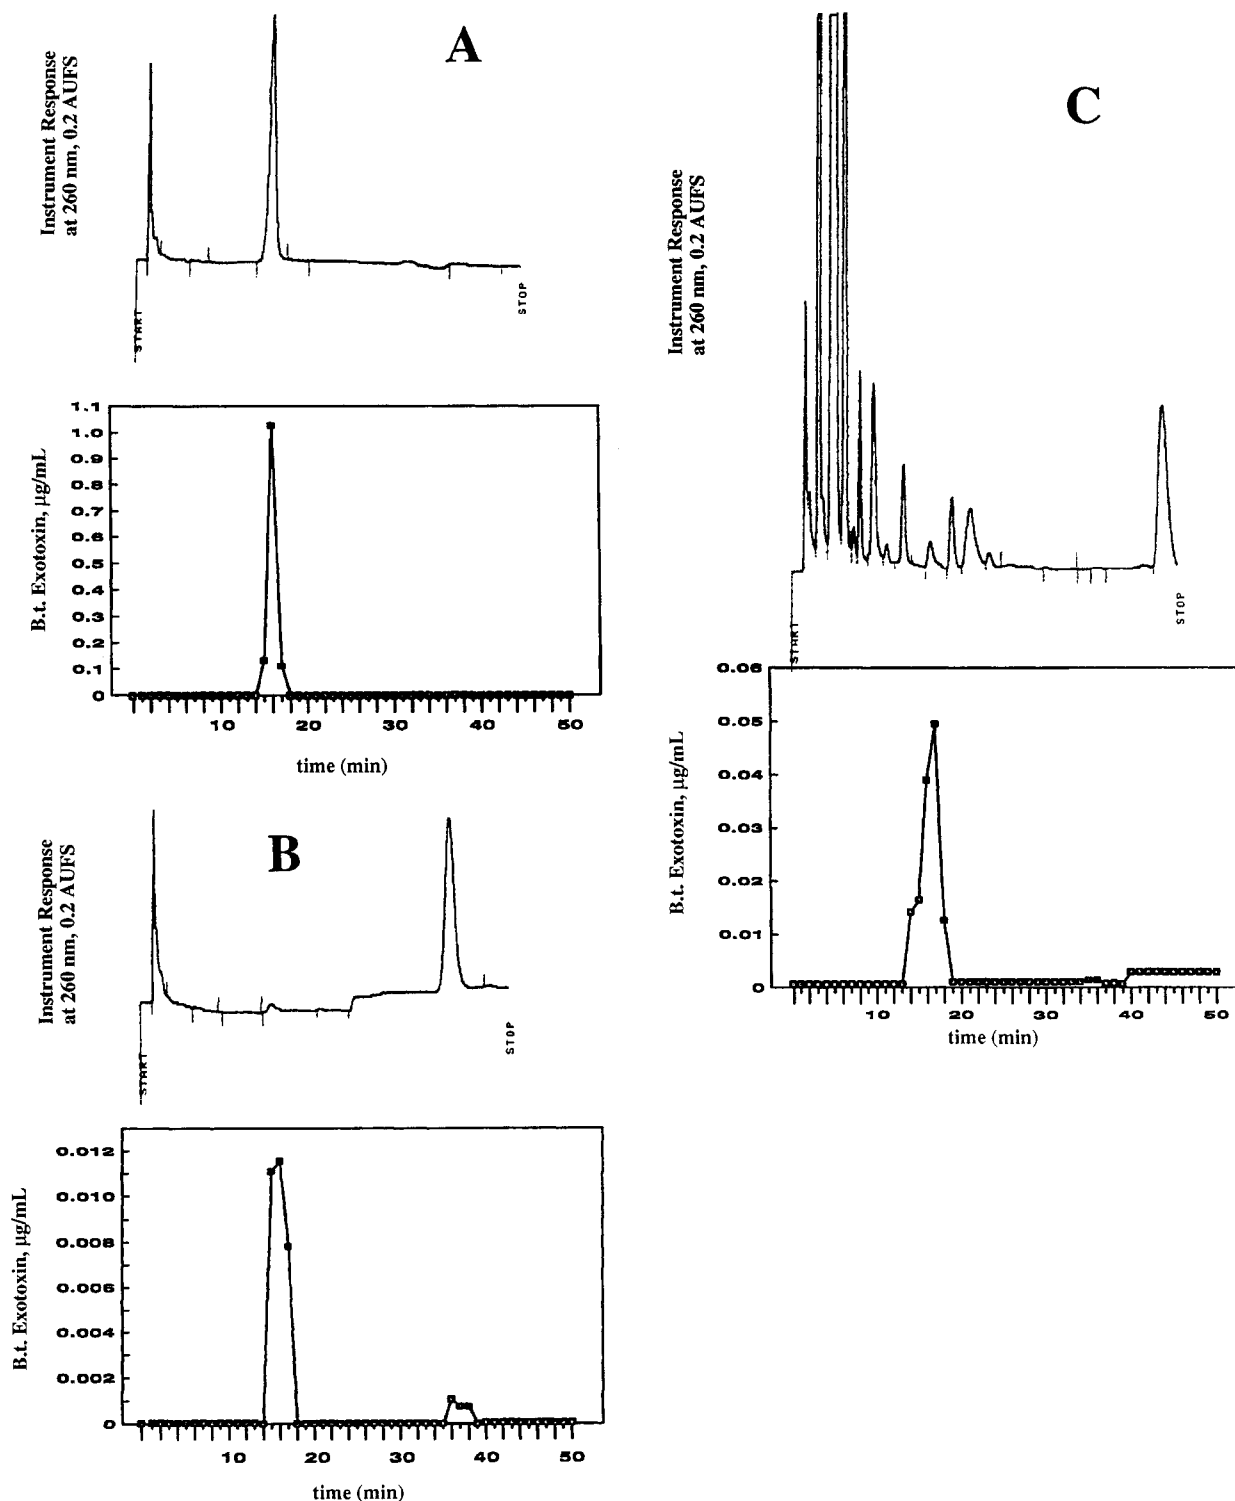 A
Instrument Response
at 260 nm, 0.2 AUFS
START
STOP
1.1
1.0
0.9
0.8
0.7
0.6
0.5
0.4
0.3
0.2
0.1
0
B.t. Exotoxin, µg/mL
10 20 30 40 50
time (min)
B
Instrument Response
at 260 nm, 0.2 AUFS
START
STOP
0.012
0.010
0.008
0.006
0.004
0.002
0
B.t. Exotoxin, µg/mL
10 20 30 40 50
time (min)
C
Instrument Response
at 260 nm, 0.2 AUFS
START
STOP
0.06
0.05
0.04
0.03
0.02
0.01
0
B.t. Exotoxin, µg/mL
10 20 30 40 50
time (min)